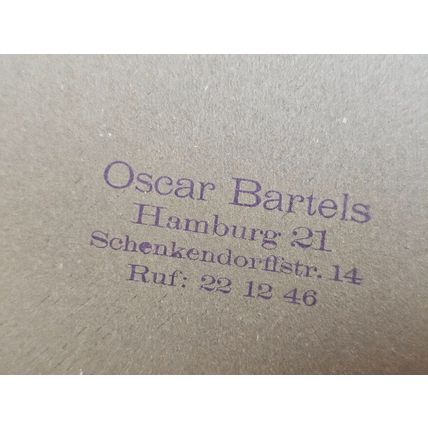 Oscar Bartels
Hamburg 21
Schenkendorffstr. 14
Ruf: 22 12 46